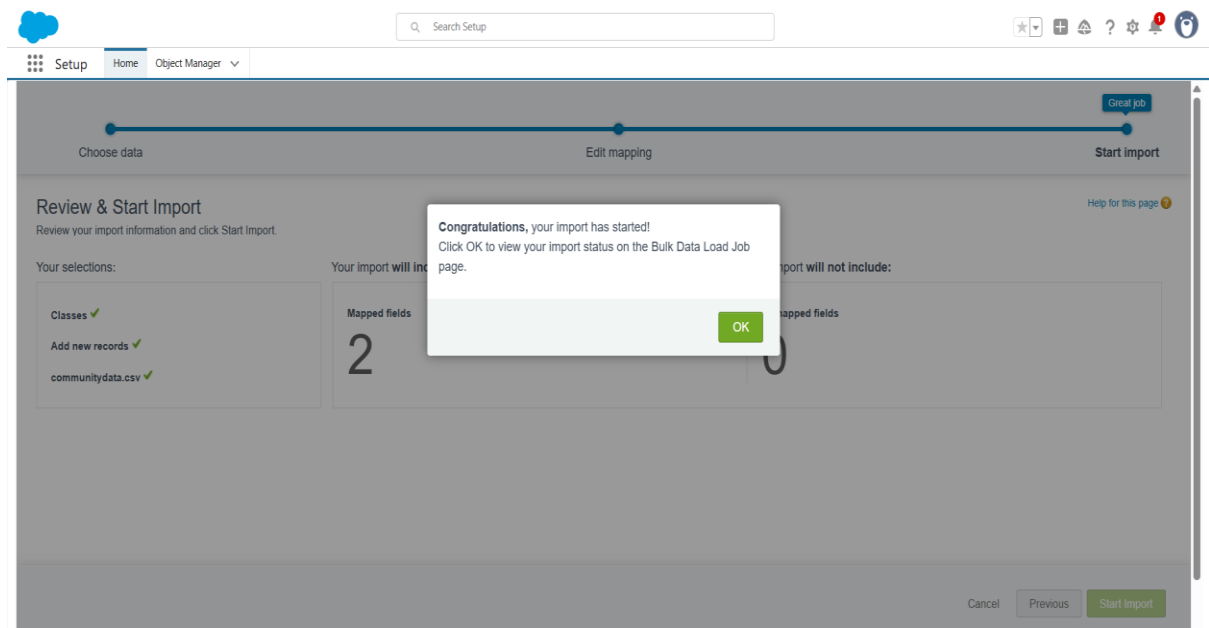 Search Setup
1
Setup
Home
Object Manager
Great job
Choose data
Edit mapping
Start import
Review & Start Import
Help for this page
Review your import information and click Start Import.
Congratulations, your import has started!
Click OK to view your import status on the Bulk Data Load Job
page.
OK
Your selections:
Your import will inc
port will not include:
Classes
Add new records
communitydata.csv
Mapped fields
2
apped fields
0
Cancel
Previous
Start Import